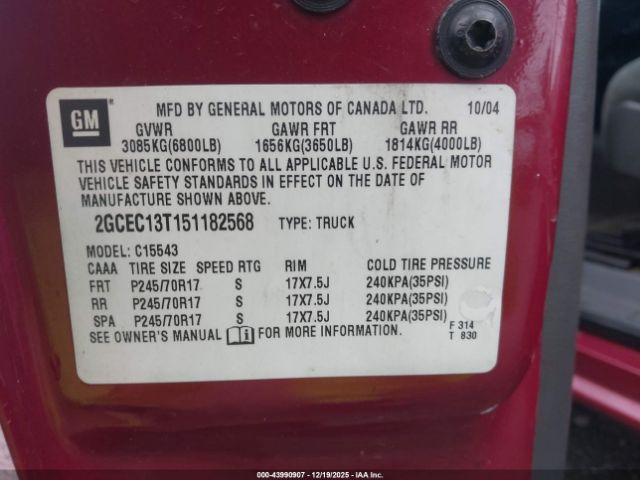 GM
MFD BY GENERAL MOTORS OF CANADA LTD. 10/04
GVWR GAWR FRT GAWR RR
3085KG(6800LB) 1656KG(3650LB) 1814KG(4000LB)
THIS VEHICLE CONFORMS TO ALL APPLICABLE U.S. FEDERAL MOTOR
VEHICLE SAFETY STANDARDS IN EFFECT ON THE DATE OF
MANUFACTURE SHOWN ABOVE.
2GCEC13T151182568 TYPE: TRUCK
MODEL: C15543
CAAA TIRE SIZE SPEED RTG RIM COLD TIRE PRESSURE
FRT P245/70R17 S 17X7.5J 240KPA(35PSI)
RR P245/70R17 S 17X7.5J 240KPA(35PSI)
SPA P245/70R17 S 17X7.5J 240KPA(35PSI)
SEE OWNER'S MANUAL FOR MORE INFORMATION.
F 314
T 830
000-43990907 - 12/19/2025 - IAAI, Inc.